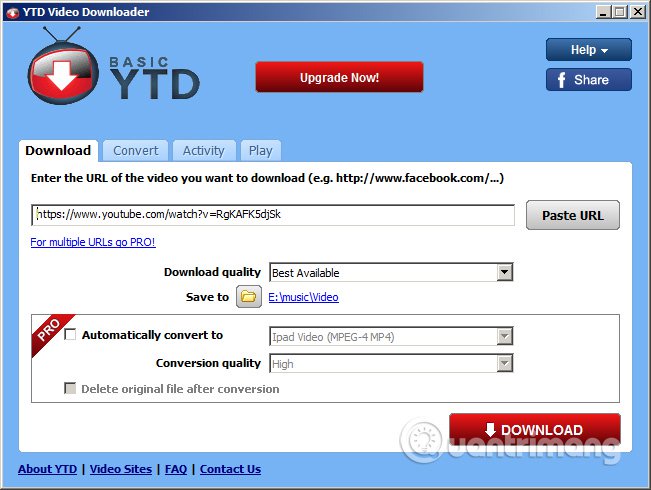 YTD Video Downloader
BASIC
YTD
Upgrade Now!
Help
f Share
Download Convert Activity Play
Enter the URL of the video you want to download (e.g. http://www.facebook.com/...)
https://www.youtube.com/watch?v=RgKAFK5djSk
Paste URL
For multiple URLs go PRO!
Download quality Best Available
Save to E:\music\Video
PRO
Automatically convert to Ipad Video (MPEG-4 MP4)
Conversion quality High
Delete original file after conversion
DOWNLOAD
uantrimang
About YTD | Video Sites | FAQ | Contact Us